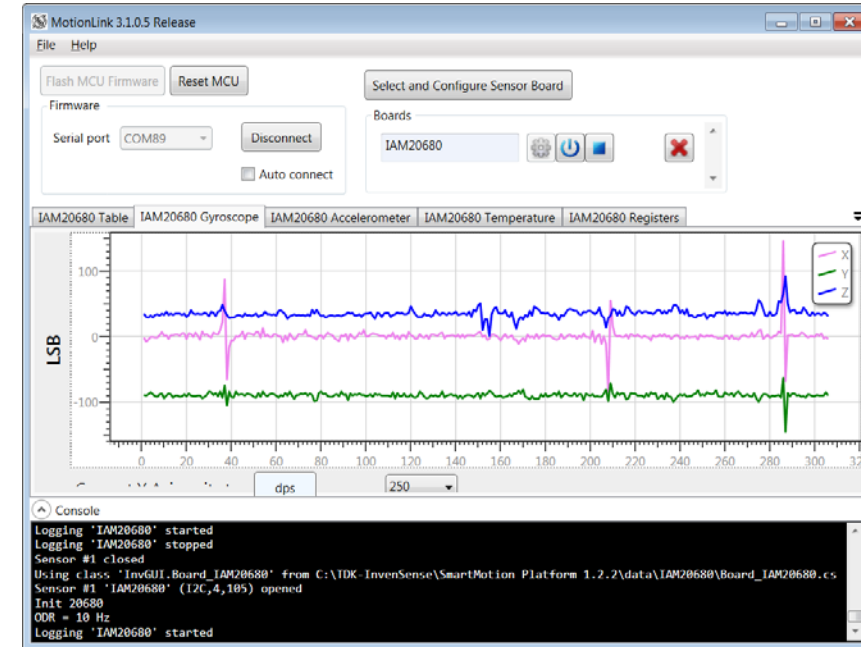 MotionLink 3.1.0.5 Release
File Help
Flash MCU Firmware Reset MCU
Select and Configure Sensor Board
Firmware
Boards
Serial port COM89 Disconnect
IAM20680
Auto connect
IAM20680 Table IAM20680 Gyroscope IAM20680 Accelerometer IAM20680 Temperature IAM20680 Registers
X
Y
Z
100
0
-100
LSB
0 20 40 60 80 100 120 140 160 180 200 220 240 260 280 300
dps 250
Console
Logging 'IAM20680' started
Logging 'IAM20680' stopped
Sensor #1 closed
Using class 'InvGUI.Board_IAM20680' from C:\TDK-InvenSense\SmartMotion Platform 1.2.2\data\IAM20680\Board_IAM20680.cs
Sensor #1 'IAM20680' (I2C,4,105) opened
Init 20680
ODR = 10 Hz
Logging 'IAM20680' started